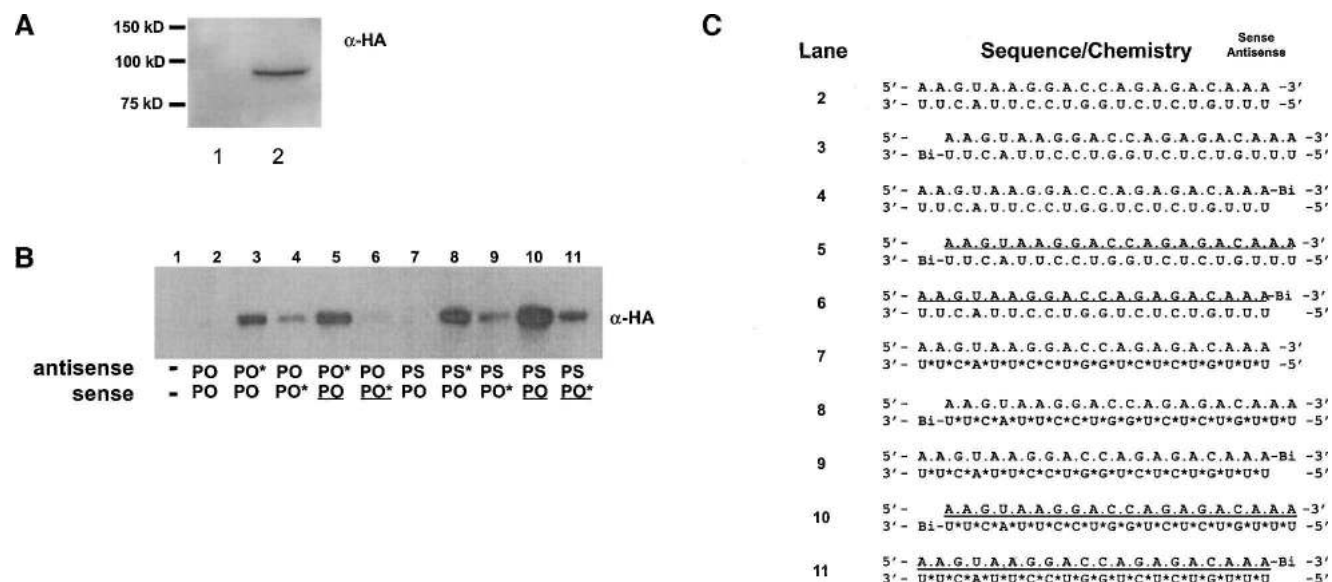 A
150 kD
100 kD
75 kD
α-HA
1 2
B
1 2 3 4 5 6 7 8 9 10 11
α-HA
antisense - PO PO* PO PO* PO PS PS* PS PS PS
sense - PO PO PO* PO PO* PO PO PO* PO PO*
C
Lane Sequence/Chemistry Sense
Antisense
2
5′- A.A.G.U.A.A.G.G.A.C.C.A.G.A.G.A.C.A.A.A -3′
3′- U.U.C.A.U.U.C.C.U.G.G.U.C.U.C.U.G.U.U.U -5′
3
5′- A.A.G.U.A.A.G.G.A.C.C.A.G.A.G.A.C.A.A.A -3′
3′- Bi-U.U.C.A.U.U.C.C.U.G.G.U.C.U.C.U.G.U.U.U -5′
4
5′- A.A.G.U.A.A.G.G.A.C.C.A.G.A.G.A.C.A.A.A-Bi -3′
3′- U.U.C.A.U.U.C.C.U.G.G.U.C.U.C.U.G.U.U.U -5′
5
5′- A.A.G.U.A.A.G.G.A.C.C.A.G.A.G.A.C.A.A.A -3′
3′- Bi-U.U.C.A.U.U.C.C.U.G.G.U.C.U.C.U.G.U.U.U -5′
6
5′- A.A.G.U.A.A.G.G.A.C.C.A.G.A.G.A.C.A.A.A-Bi -3′
3′- U.U.C.A.U.U.C.C.U.G.G.U.C.U.C.U.G.U.U.U -5′
7
5′- A.A.G.U.A.A.G.G.A.C.C.A.G.A.G.A.C.A.A.A -3′
3′- U*U*C*A*U*U*C*C*U*G*G*U*C*U*C*U*G*U*U*U -5′
8
5′- A.A.G.U.A.A.G.G.A.C.C.A.G.A.G.A.C.A.A.A -3′
3′- Bi-U*U*C*A*U*U*C*C*U*G*G*U*C*U*C*U*G*U*U*U -5′
9
5′- A.A.G.U.A.A.G.G.A.C.C.A.G.A.G.A.C.A.A.A-Bi -3′
3′- U*U*C*A*U*U*C*C*U*G*G*U*C*U*C*U*G*U*U*U -5′
10
5′- A.A.G.U.A.A.G.G.A.C.C.A.G.A.G.A.C.A.A.A -3′
3′- Bi-U*U*C*A*U*U*C*C*U*G*G*U*C*U*C*U*G*U*U*U -5′
11
5′- A.A.G.U.A.A.G.G.A.C.C.A.G.A.G.A.C.A.A.A-Bi -3′
3′- U*U*C*A*U*U*C*C*U*G*G*U*C*U*C*U*G*U*U*U -5′